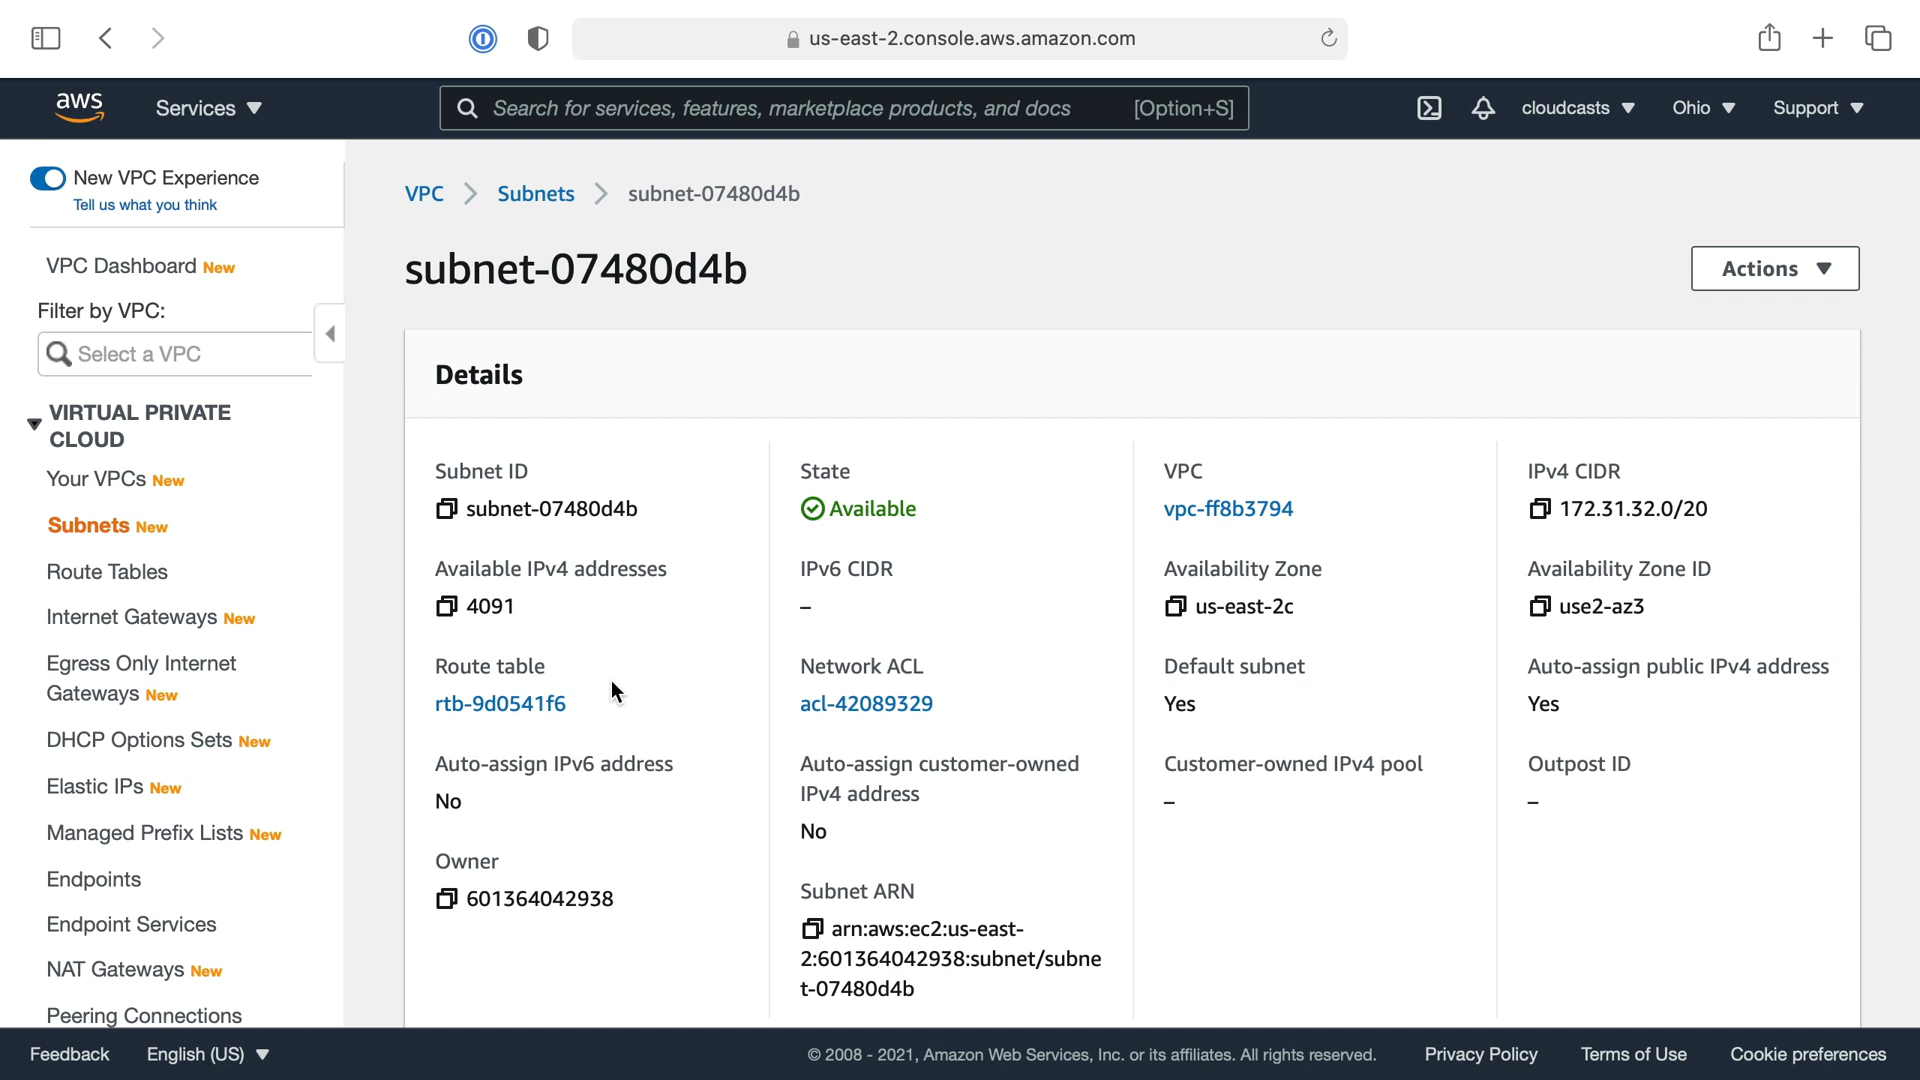 us-east-2.console.aws.amazon.com
aws
Services
Search for services, features, marketplace products, and docs [Option+S]
cloudcasts
Ohio
Support
New VPC Experience
Tell us what you think
VPC Dashboard New
Filter by VPC:
Select a VPC
VIRTUAL PRIVATE
CLOUD
Your VPCs New
Subnets New
Route Tables
Internet Gateways New
Egress Only Internet
Gateways New
DHCP Options Sets New
Elastic IPs New
Managed Prefix Lists New
Endpoints
Endpoint Services
NAT Gateways New
Peering Connections
VPC
Subnets
subnet-07480d4b
subnet-07480d4b
Actions
Details
Subnet ID
subnet-07480d4b
State
Available
VPC
vpc-ff8b3794
IPv4 CIDR
172.31.32.0/20
Available IPv4 addresses
4091
IPv6 CIDR
–
Availability Zone
us-east-2c
Availability Zone ID
use2-az3
Route table
rtb-9d0541f6
Network ACL
acl-42089329
Default subnet
Yes
Auto-assign public IPv4 address
Yes
Auto-assign IPv6 address
No
Auto-assign customer-owned
IPv4 address
No
Customer-owned IPv4 pool
–
Outpost ID
–
Owner
601364042938
Subnet ARN
arn:aws:ec2:us-east-
2:601364042938:subnet/subne
t-07480d4b
Feedback
English (US)
© 2008 - 2021, Amazon Web Services, Inc. or its affiliates. All rights reserved.
Privacy Policy
Terms of Use
Cookie preferences